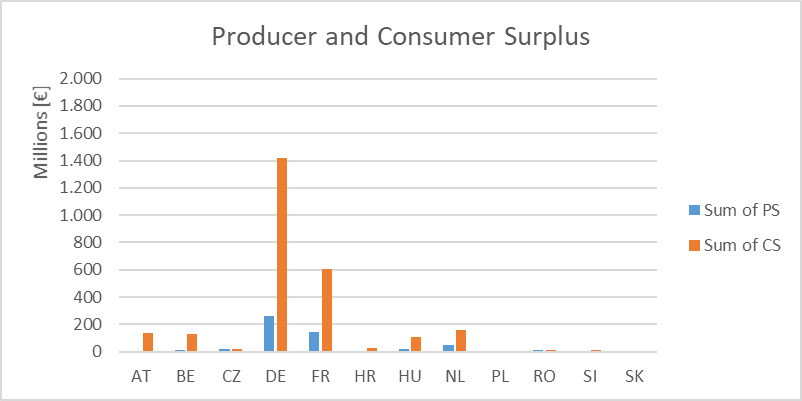 Producer and Consumer Surplus
Millions [€]
2.000
1.800
1.600
1.400
1.200
1.000
800
600
400
200
0
AT BE CZ DE FR HR HU NL PL RO SI SK
Sum of PS
Sum of CS